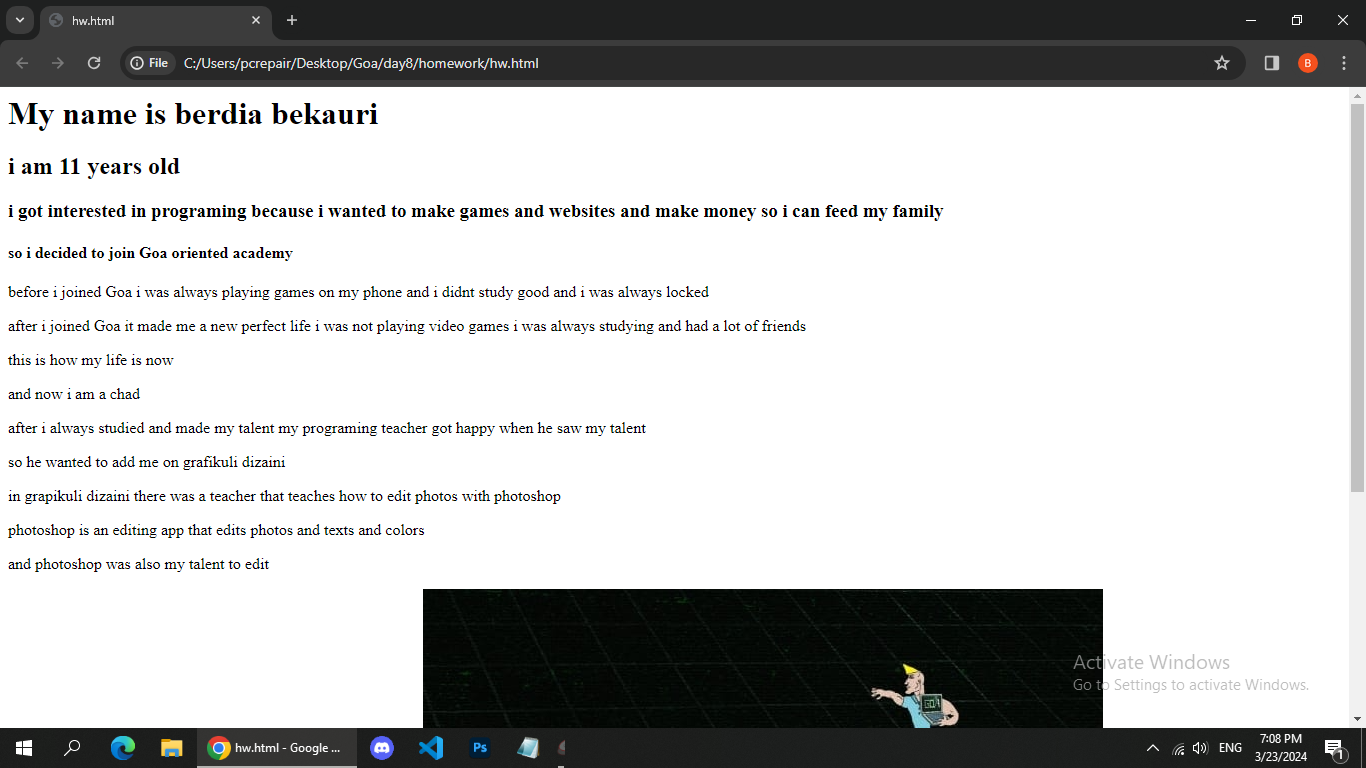 hw.html
File
C:/Users/pcrepair/Desktop/Goa/day8/homework/hw.html
B
My name is berdia bekauri
i am 11 years old
i got interested in programing because i wanted to make games and websites and make money so i can feed my family
so i decided to join Goa oriented academy
before i joined Goa i was always playing games on my phone and i didnt study good and i was always locked
after i joined Goa it made me a new perfect life i was not playing video games i was always studying and had a lot of friends
this is how my life is now
and now i am a chad
after i always studied and made my talent my programing teacher got happy when he saw my talent
so he wanted to add me on grafikuli dizaini
in grapikuli dizaini there was a teacher that teaches how to edit photos with photoshop
photoshop is an editing app that edits photos and texts and colors
and photoshop was also my talent to edit
GOA
Activate Windows
Go to Settings to activate Windows.
hw.html - Google ...
Ps
ENG
7:08 PM
3/23/2024
1